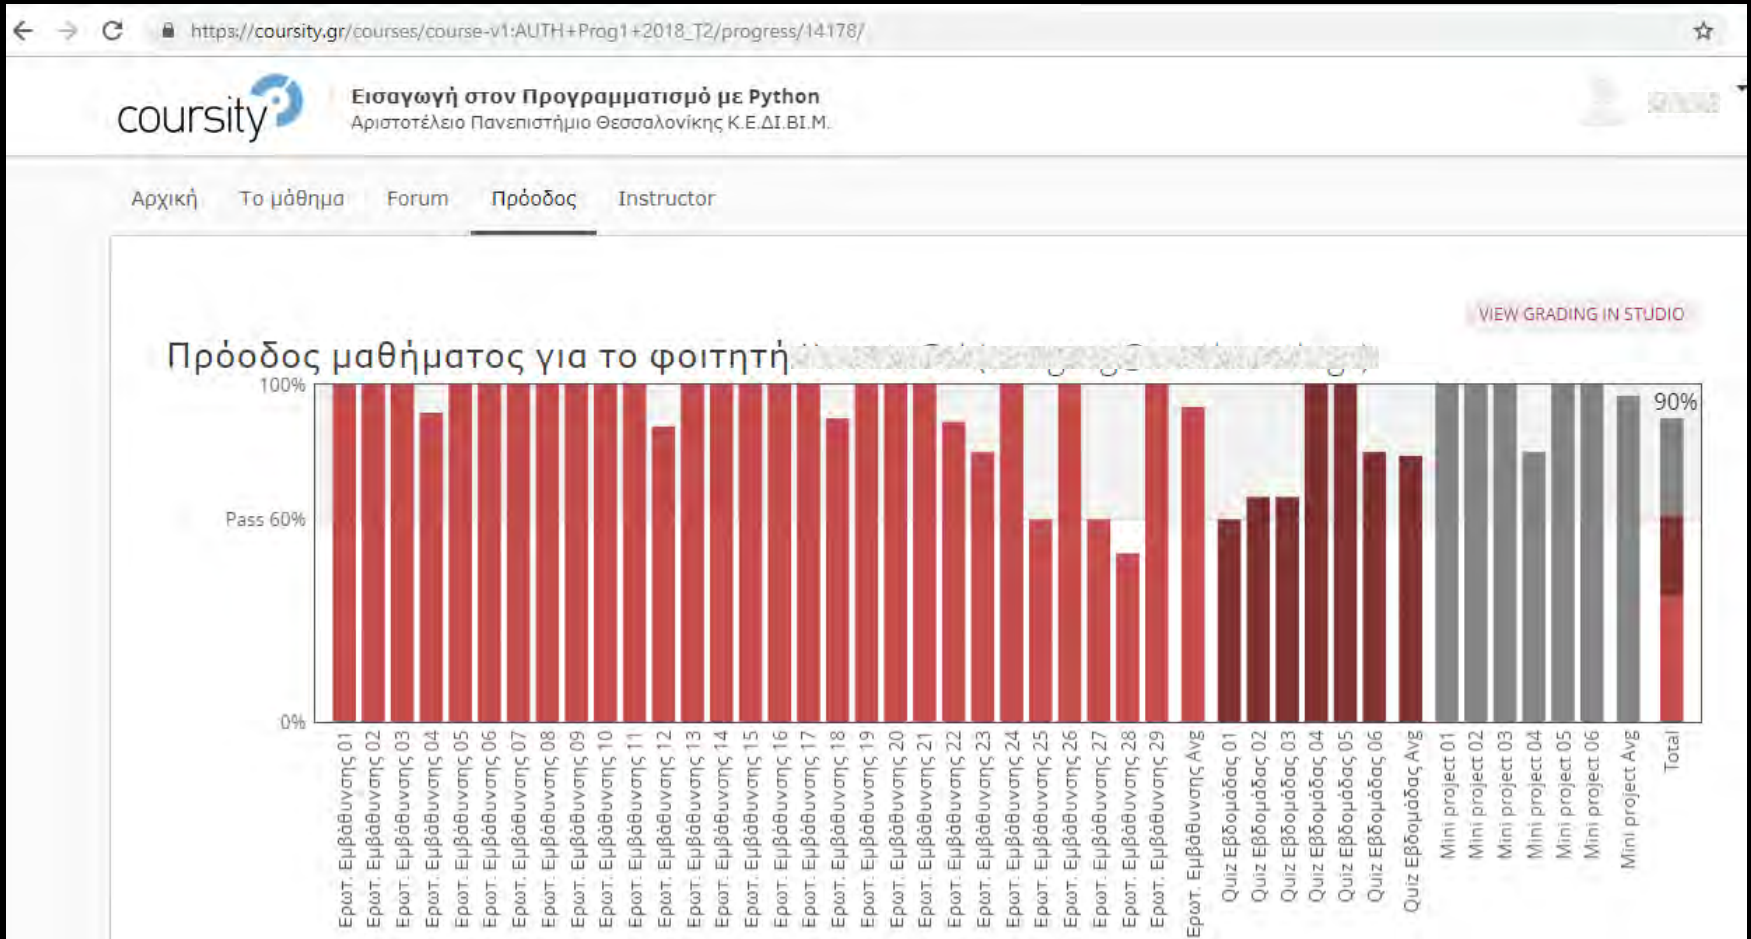 https://coursity.gr/courses/course-v1:AUTH+Prog1+2018_T2/progress/14178/
coursity
Εισαγωγή στον Προγραμματισμό με Python
Αριστοτέλειο Πανεπιστήμιο Θεσσαλονίκης Κ.Ε.ΔΙ.ΒΙ.Μ.
Αρχική Το μάθημα Forum Πρόοδος Instructor
VIEW GRADING IN STUDIO
Πρόοδος μαθήματος για το φοιτητή
100%
90%
Pass 60%
0%
Ερωτ. Εμβάθυνσης 01
Ερωτ. Εμβάθυνσης 02
Ερωτ. Εμβάθυνσης 03
Ερωτ. Εμβάθυνσης 04
Ερωτ. Εμβάθυνσης 05
Ερωτ. Εμβάθυνσης 06
Ερωτ. Εμβάθυνσης 07
Ερωτ. Εμβάθυνσης 08
Ερωτ. Εμβάθυνσης 09
Ερωτ. Εμβάθυνσης 10
Ερωτ. Εμβάθυνσης 11
Ερωτ. Εμβάθυνσης 12
Ερωτ. Εμβάθυνσης 13
Ερωτ. Εμβάθυνσης 14
Ερωτ. Εμβάθυνσης 15
Ερωτ. Εμβάθυνσης 16
Ερωτ. Εμβάθυνσης 17
Ερωτ. Εμβάθυνσης 18
Ερωτ. Εμβάθυνσης 19
Ερωτ. Εμβάθυνσης 20
Ερωτ. Εμβάθυνσης 21
Ερωτ. Εμβάθυνσης 22
Ερωτ. Εμβάθυνσης 23
Ερωτ. Εμβάθυνσης 24
Ερωτ. Εμβάθυνσης 25
Ερωτ. Εμβάθυνσης 26
Ερωτ. Εμβάθυνσης 27
Ερωτ. Εμβάθυνσης 28
Ερωτ. Εμβάθυνσης 29
Ερωτ. Εμβάθυνσης Avg
Quiz Εβδομάδας 01
Quiz Εβδομάδας 02
Quiz Εβδομάδας 03
Quiz Εβδομάδας 04
Quiz Εβδομάδας 05
Quiz Εβδομάδας 06
Quiz Εβδομάδας Avg
Mini project 01
Mini project 02
Mini project 03
Mini project 04
Mini project 05
Mini project 06
Mini project Avg
Total